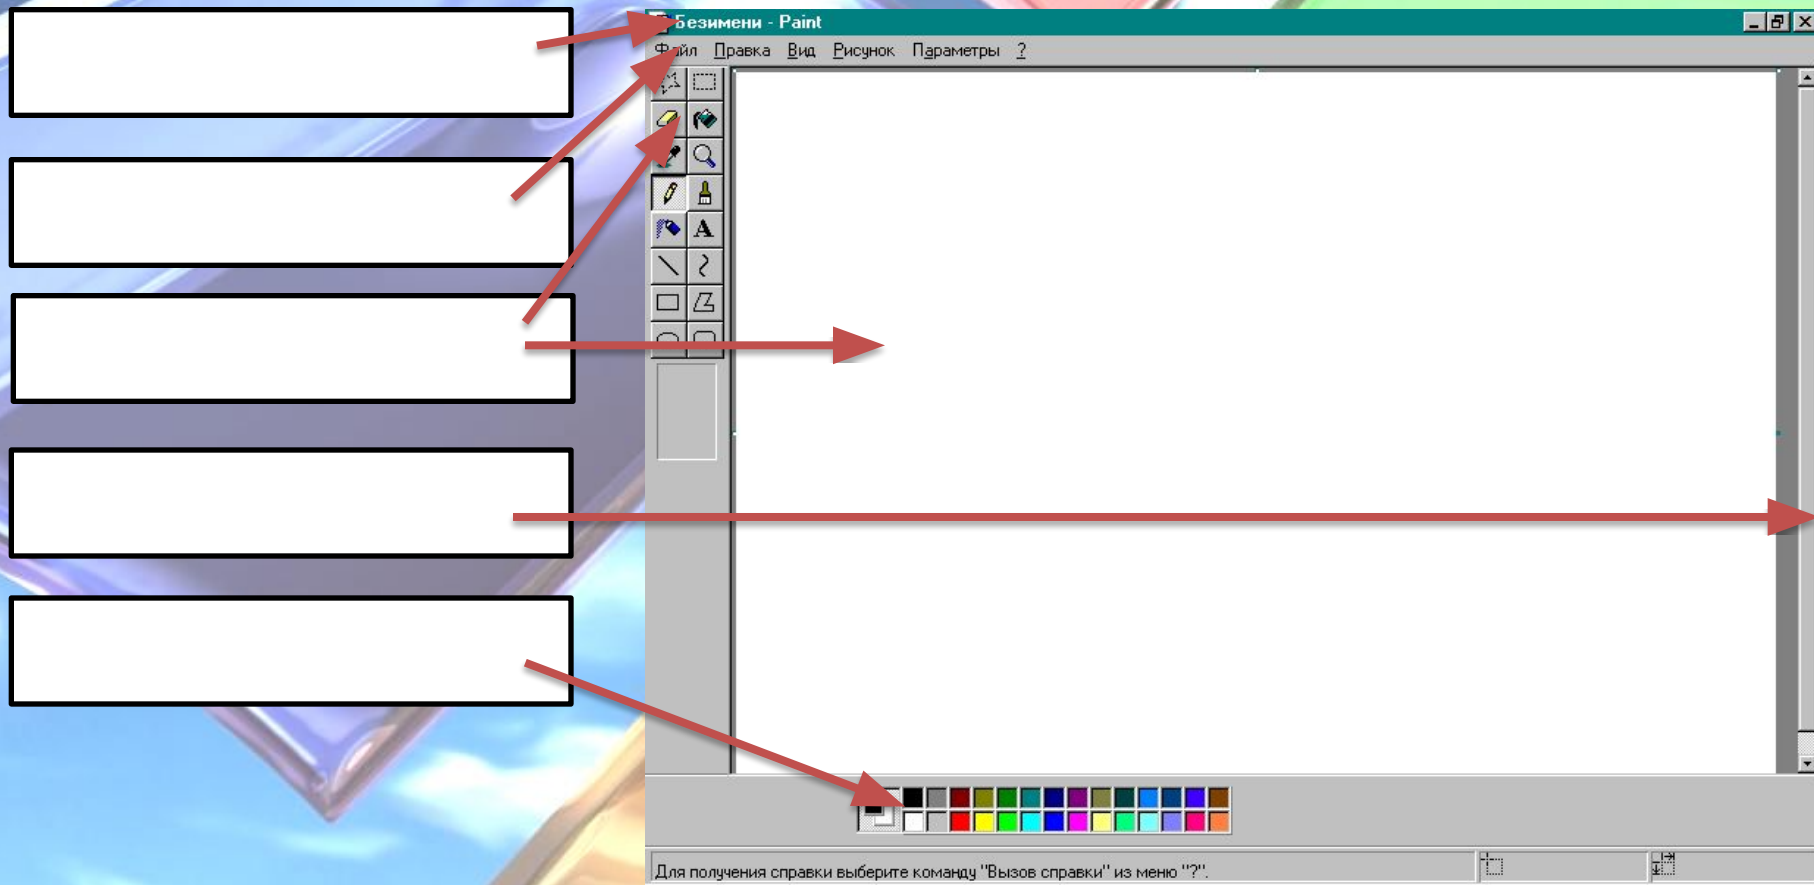 Безимени - Paint
Файл Правка Вид Рисунок Параметры ?
A
Для получения справки выберите команду "Вызов справки" из меню "?".